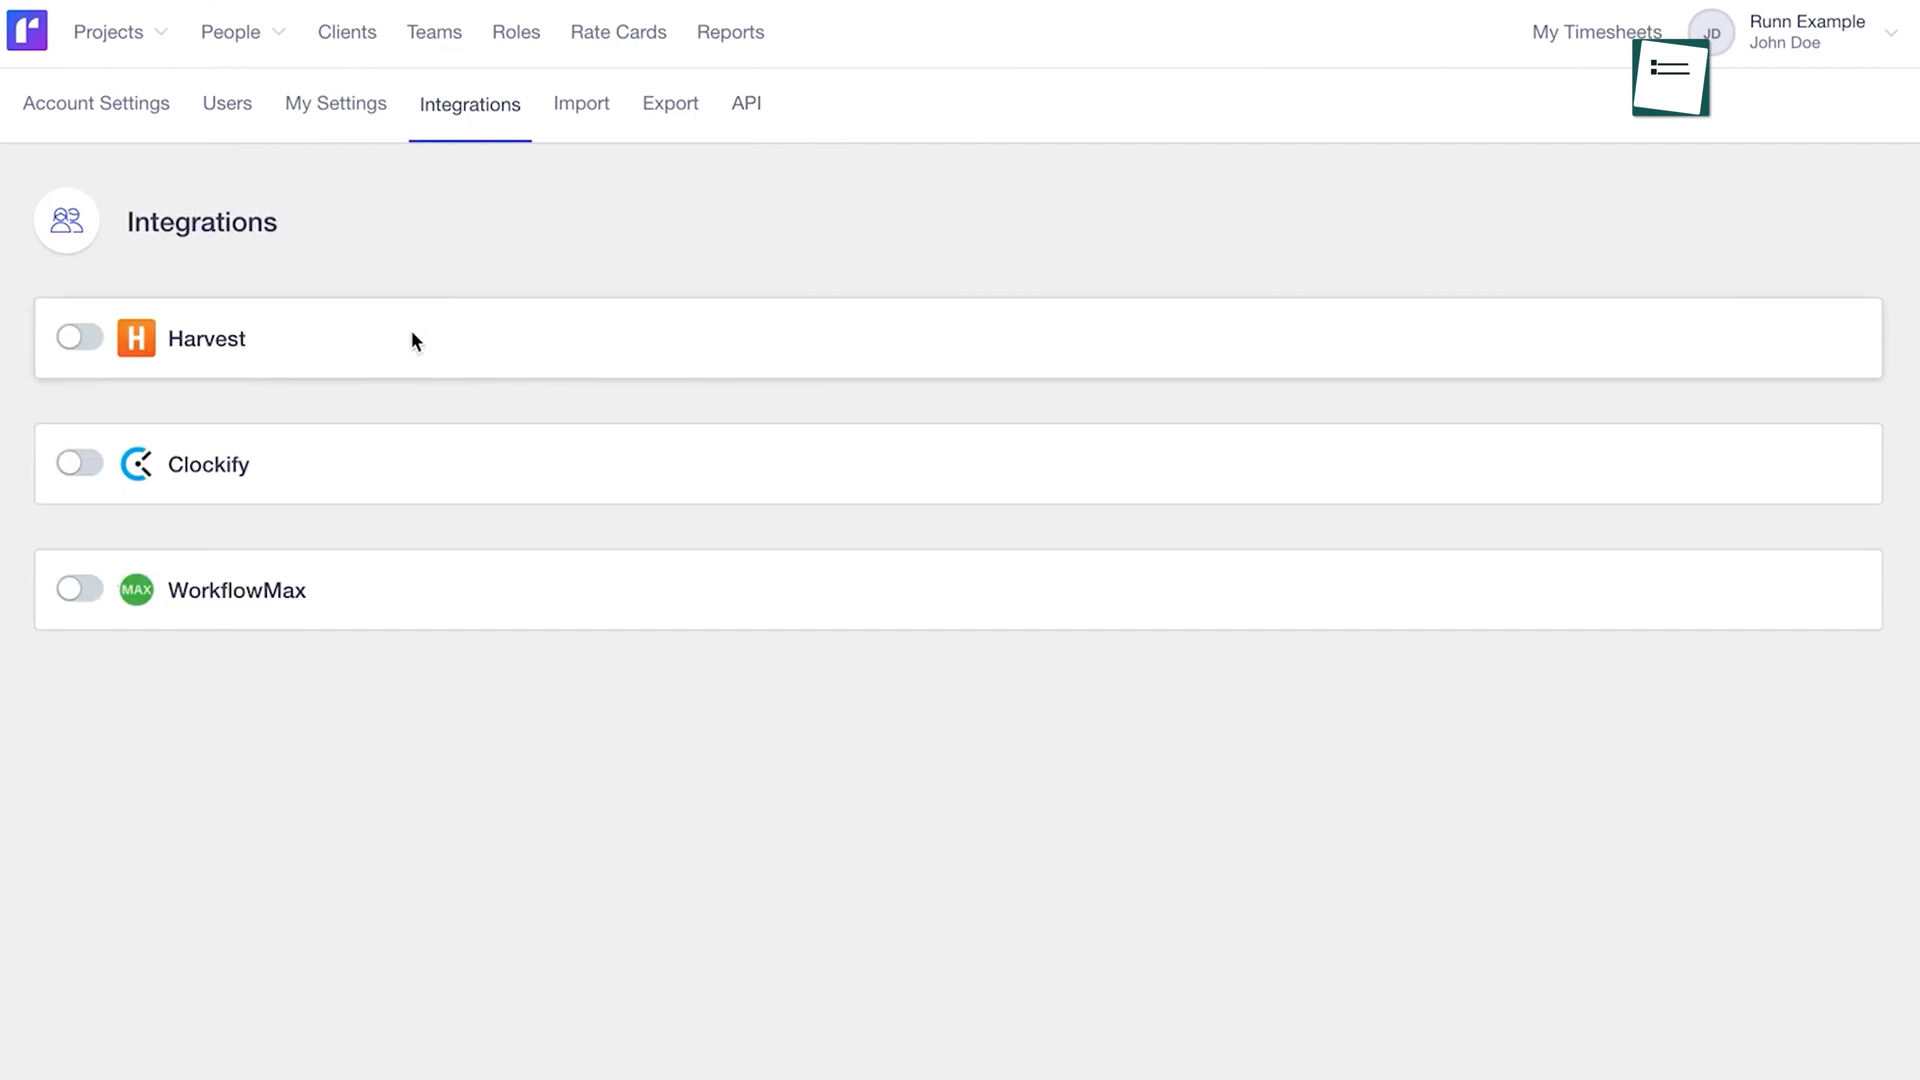 Projects People Clients Teams Roles Rate Cards Reports My Timesheets JD Runn Example
John Doe
Account Settings Users My Settings Integrations Import Export API
Integrations
H Harvest
Clockify
MAX WorkflowMax